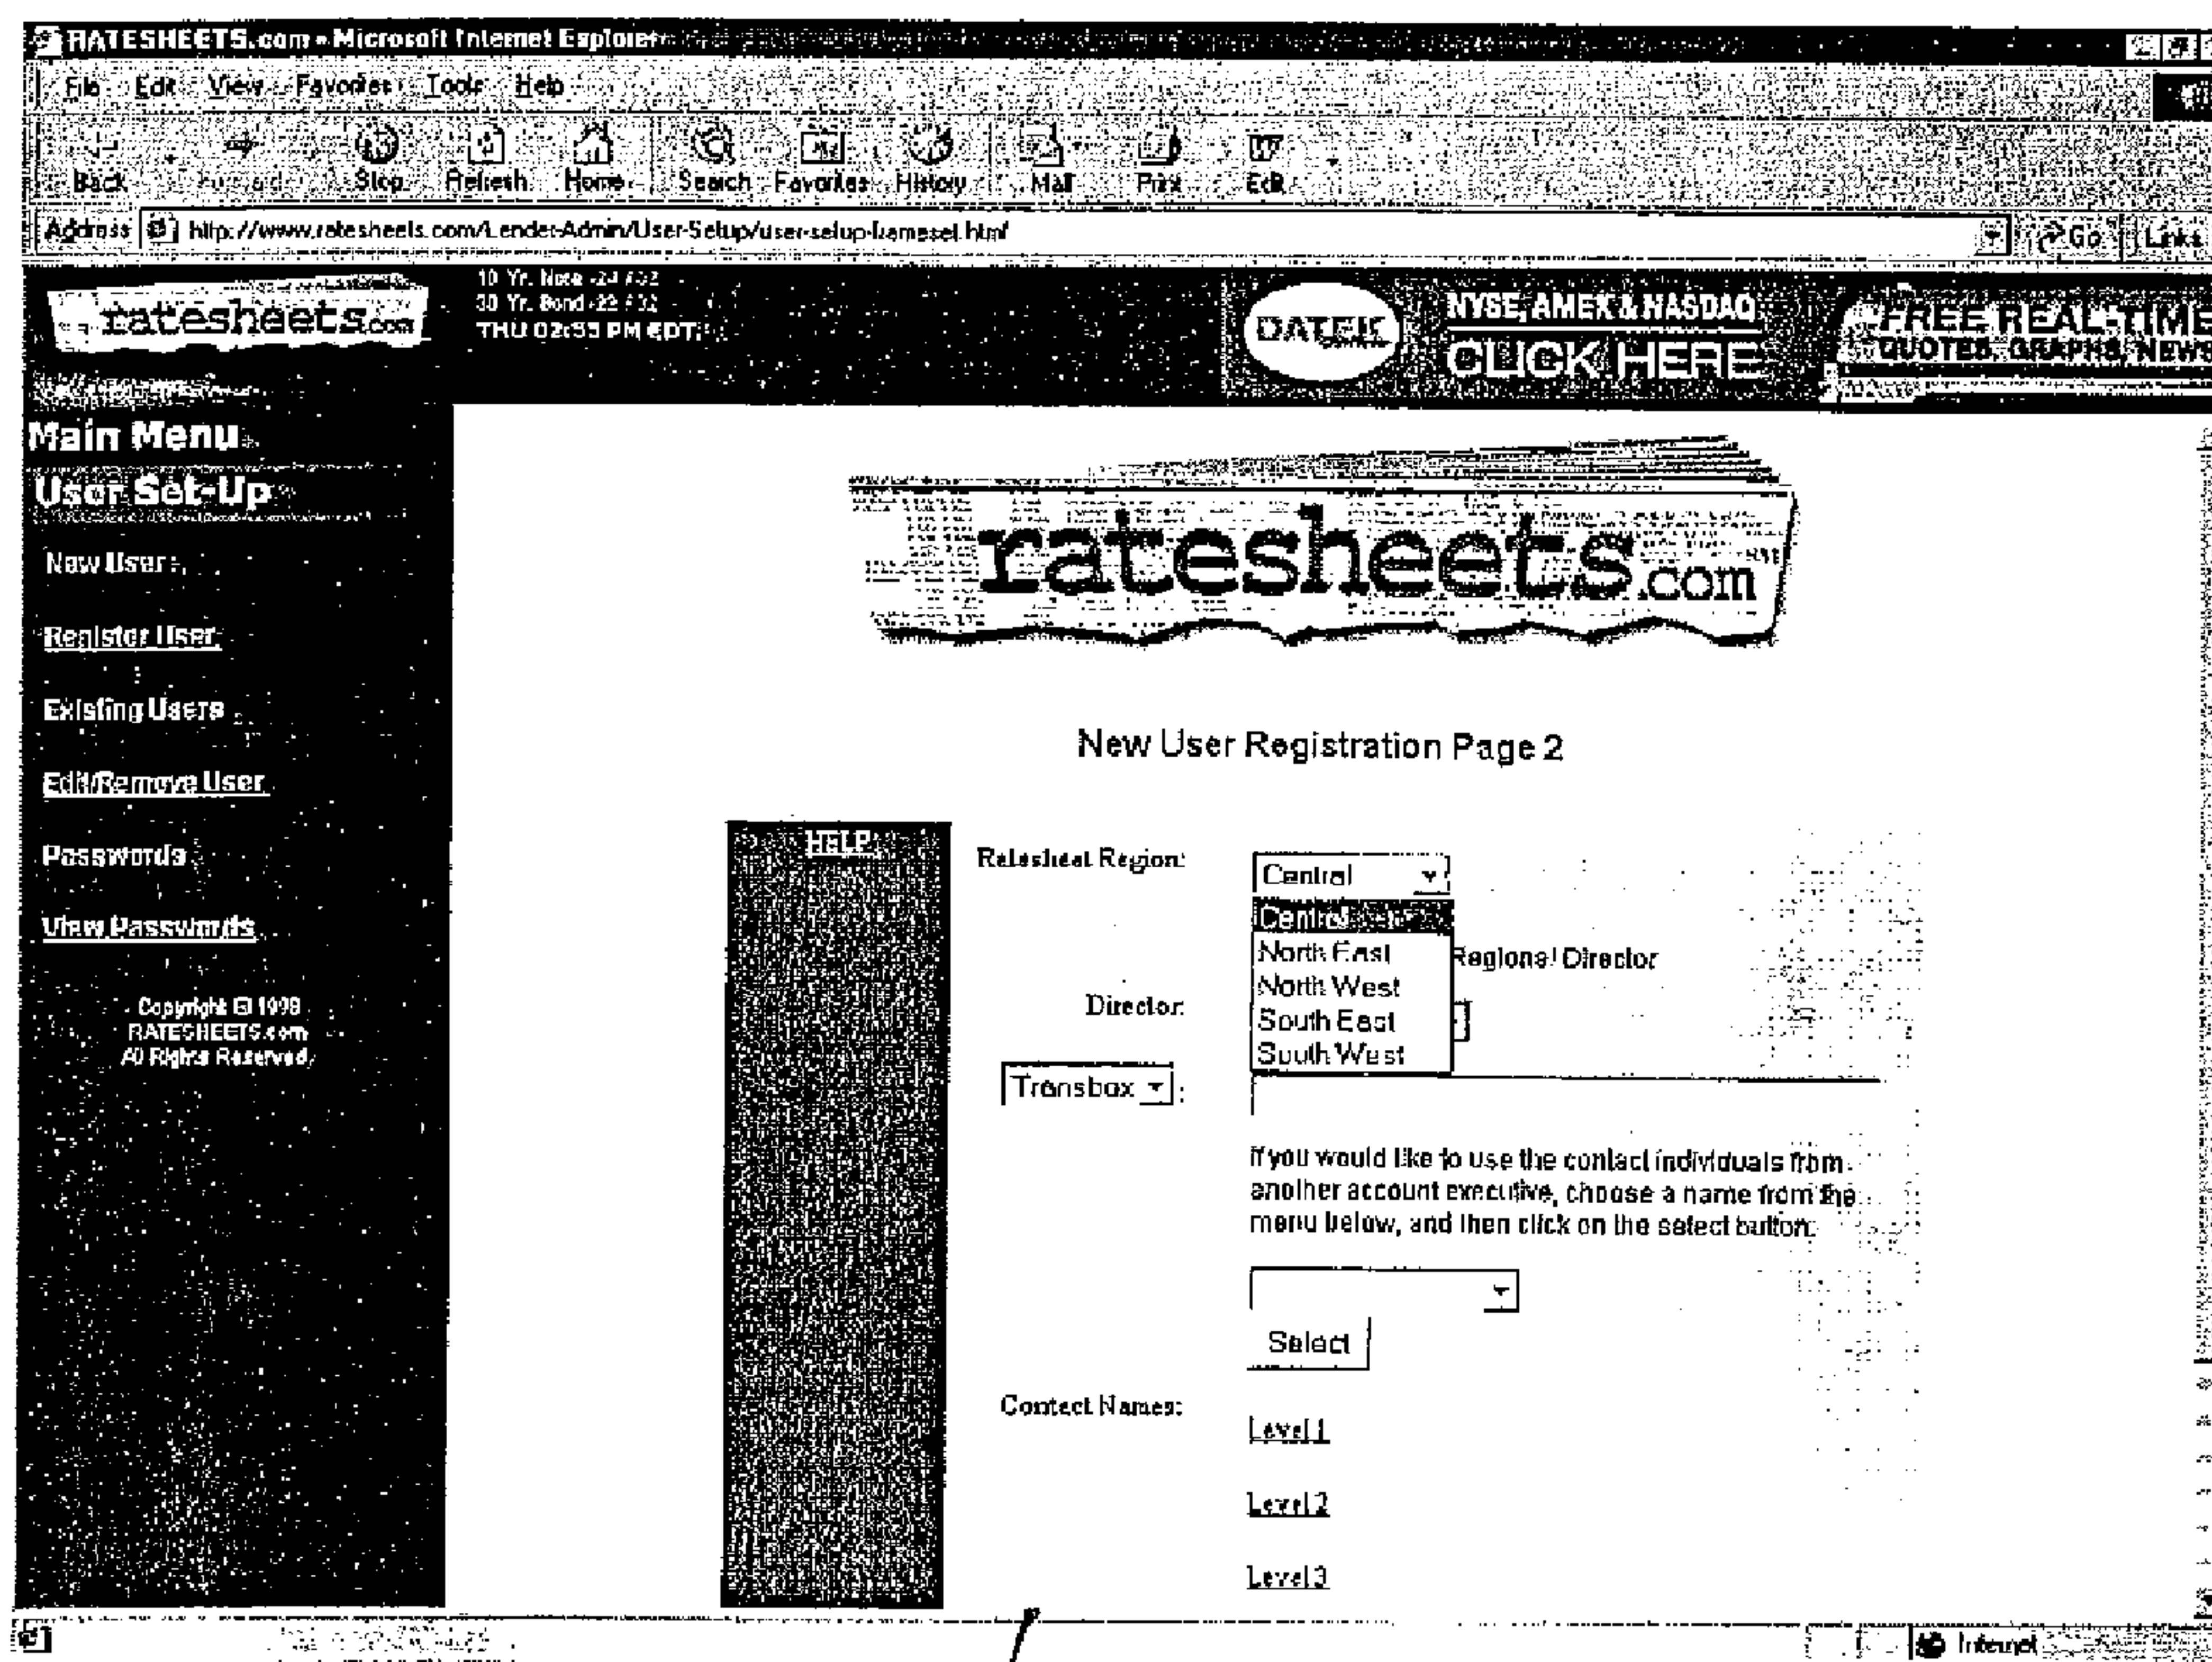 RATESHEETS.com - Microsoft Internet Explorer
File Edit View Favorites Tools Help
Back Forward Stop Refresh Home Search Favorites History Mail Print Edit
Address http://www.ratesheets.com/Lender-Admin/User-Setup/user-setup-frameset.html Go Links
ratesheets.com
10 Yr. Note -24 / 32
30 Yr. Bond -22 / 32
THU 02:55 PM EDT
DATEK
NYSE, AMEX & NASDAQ
CLICK HERE
FREE REAL-TIME
QUOTES, GRAPHS, NEWS
Main Menu
User Set-Up
New User
Register User
Existing Users
Edit/Remove User
Passwords
View Passwords
Copyright © 1998
RATESHEETS.com
All Rights Reserved
ratesheets.com
New User Registration Page 2
HELP
Ratesheet Region: Central
Central
North East
North West
South East
South West
Regional Director
Director:
Transbox :
If you would like to use the contact individuals from
another account executive, choose a name from the
menu below, and then click on the select button.
Select
Contact Names:
Level 1
Level 2
Level 3
Internet